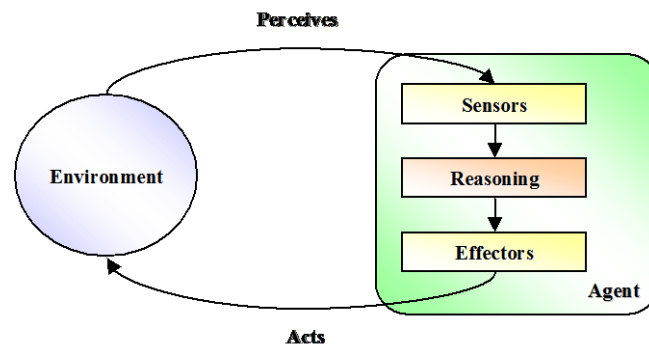 Perceives
Sensors
Environment
Reasoning
Effectors
Agent
Acts